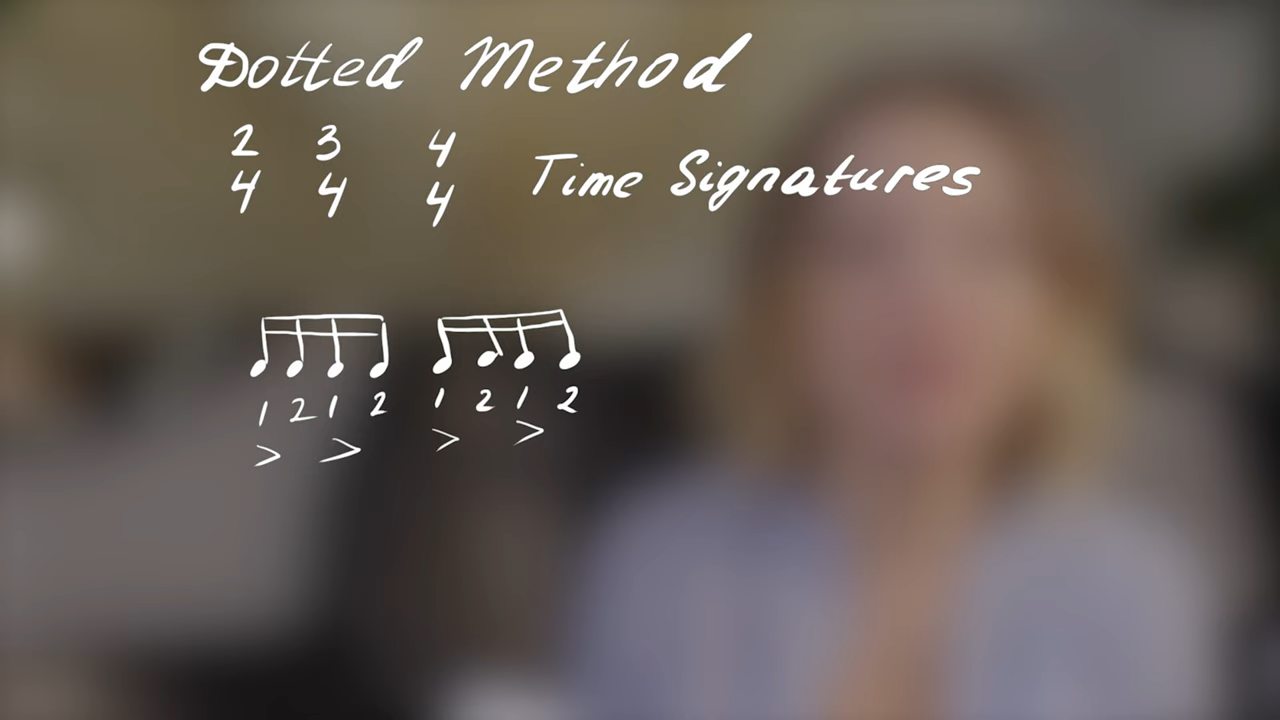 Dotted Method
2 3 4
4 4 4 Time Signatures
1 2 1 2 1 2 1 2
> > > >